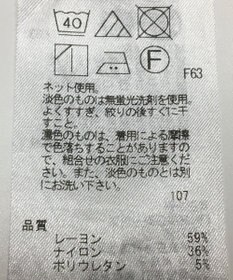 40
F
F63
ネット使用。
淡色のものは無蛍光洗剤を使用。
よくすすぎ、絞りの後すぐに干
すこと。
濃色のものは、着用による摩擦
で色落ちすることがありますの
で、組合せの衣服にご注意くだ
さい。また、淡色のものとは別
にお洗い下さい。
107
品質
レーヨン 59%
ナイロン 36%
ポリウレタン 5%